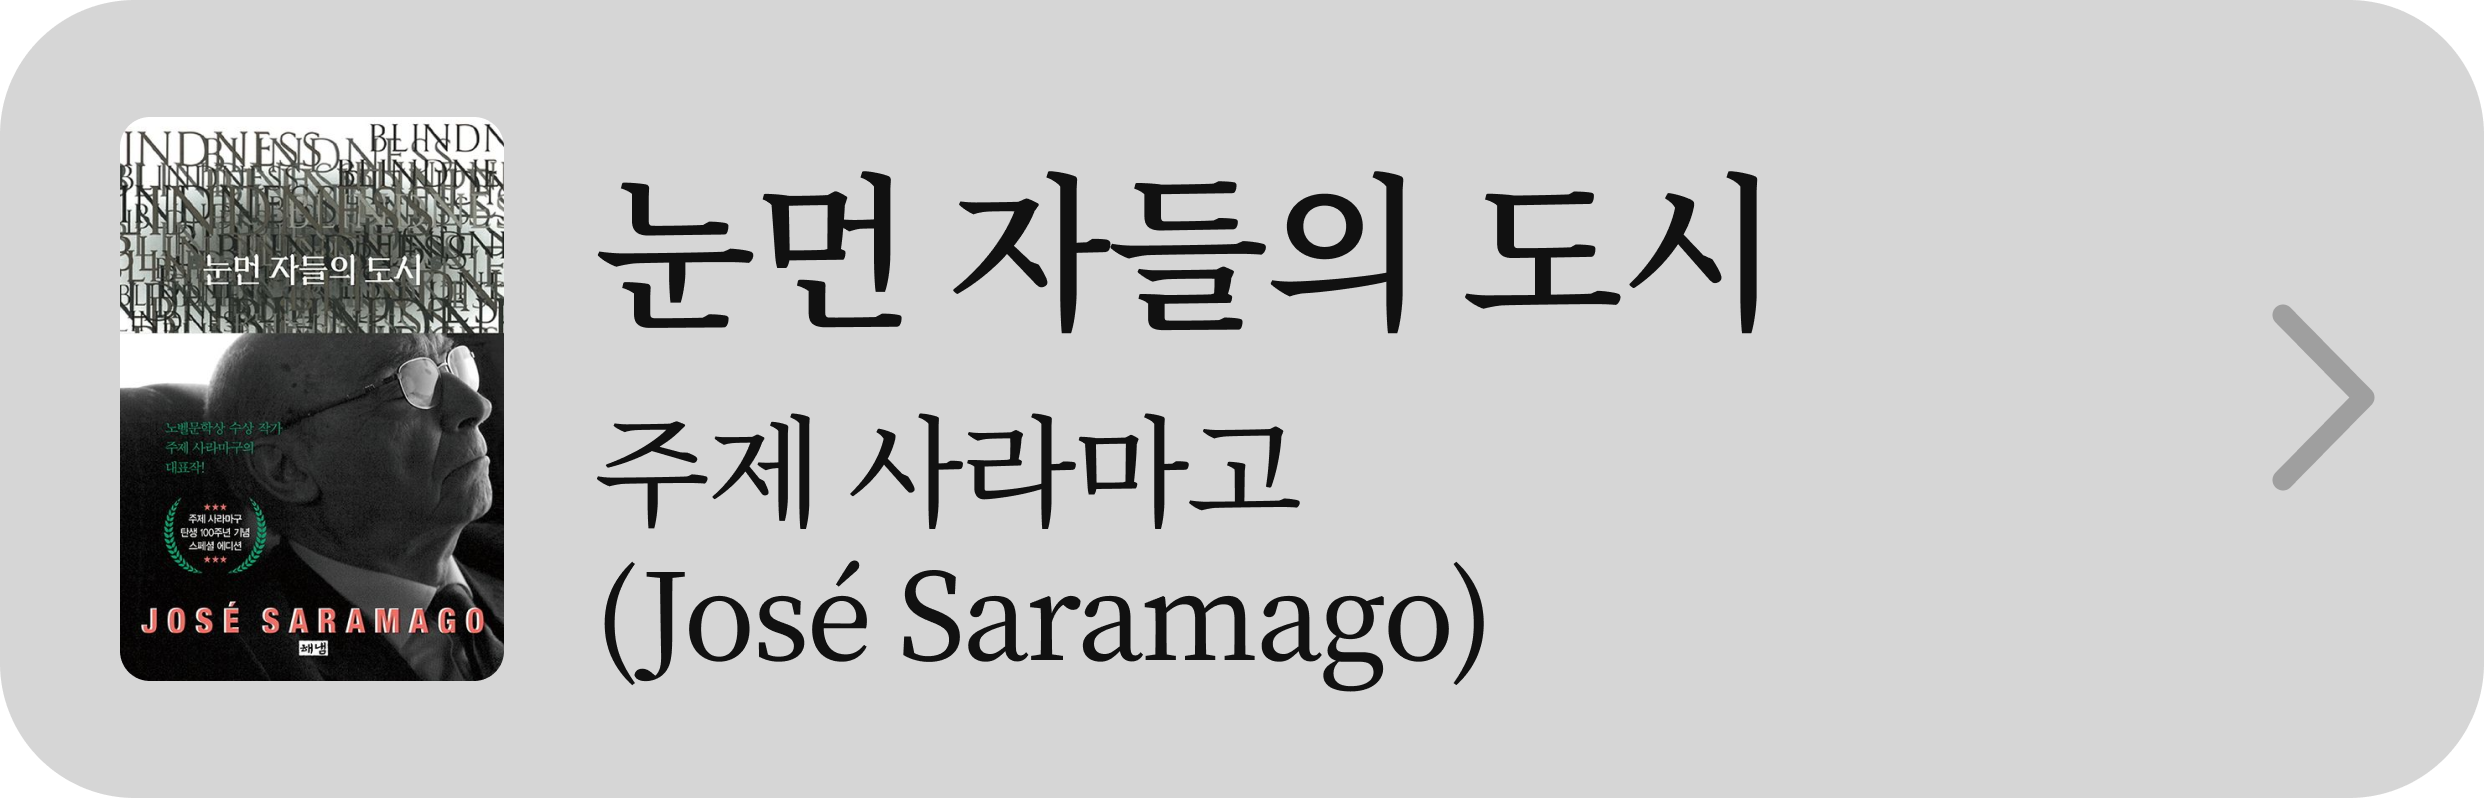 BLINDNESS
눈먼 자들의 도시
노벨문학상 수상 작가
주제 사라마구의
대표작!
주제 사라마구
탄생 100주년 기념
스페셜 에디션
JOSÉ SARAMAGO
해냄
눈먼 자들의 도시
주제 사라마고
(José Saramago)